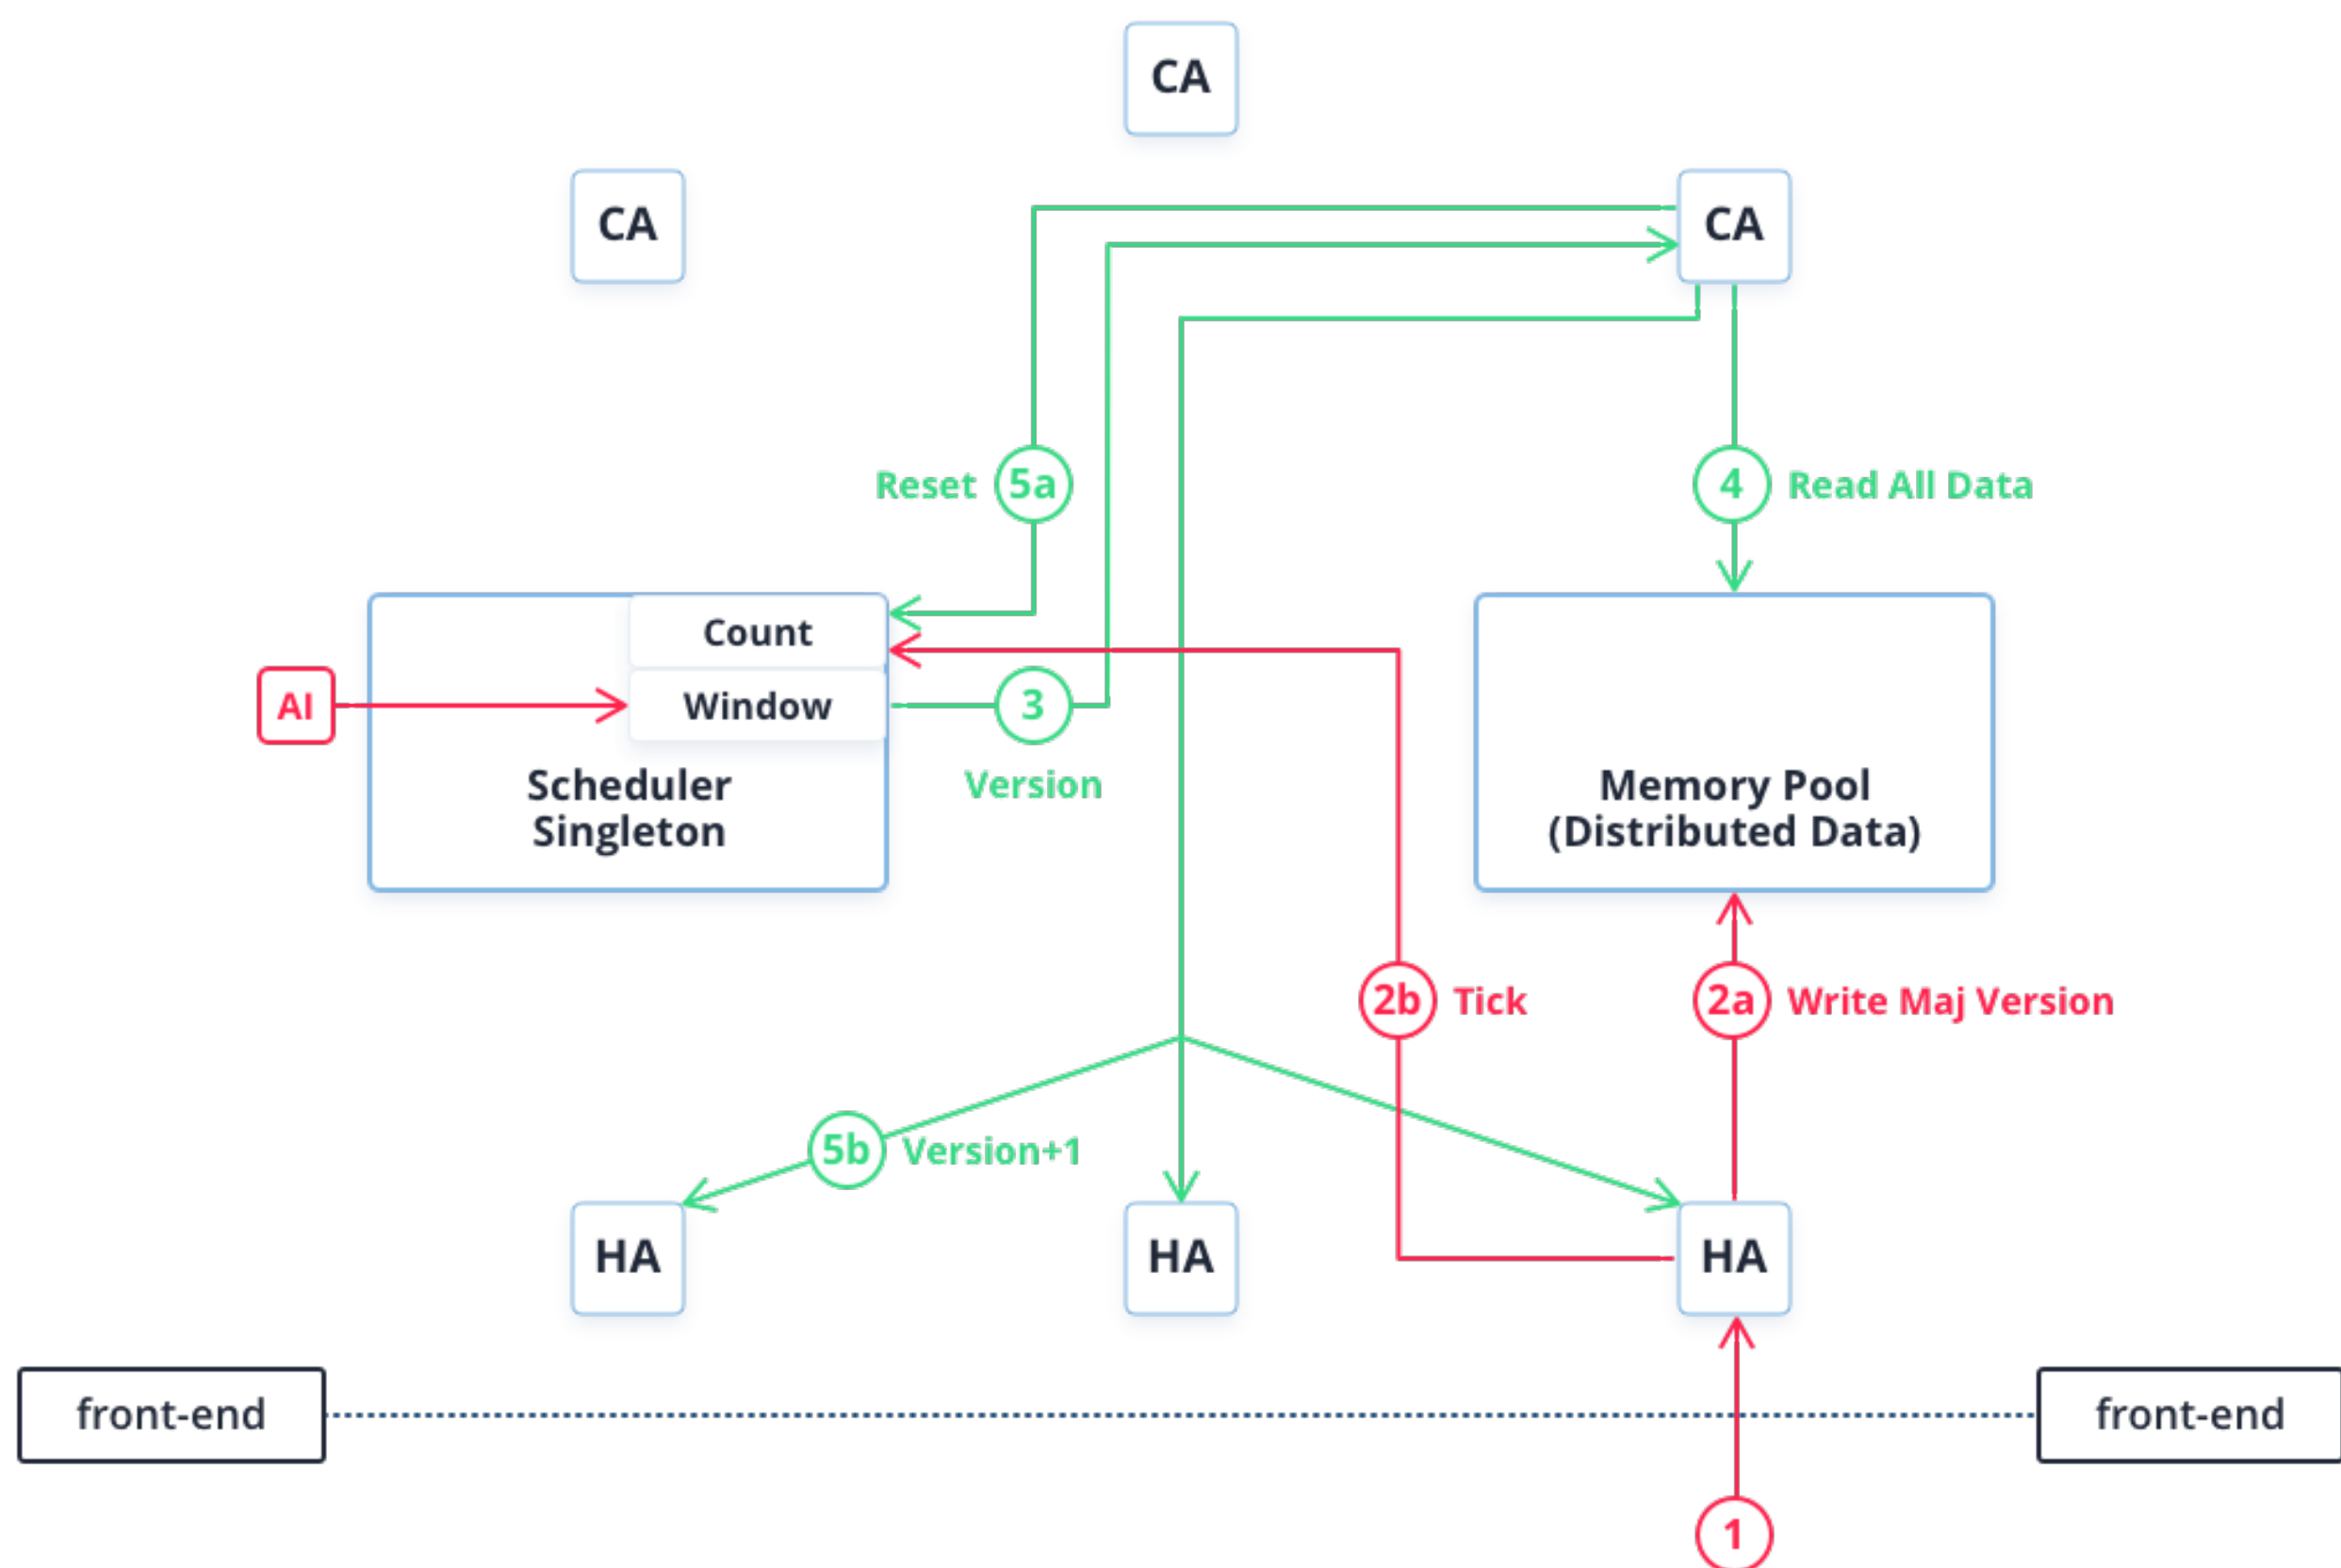 CA
CA
CA
Reset
5a
4
Read All Data
Count
AI
Window
3
Version
Scheduler
Singleton
Memory Pool
(Distributed Data)
2b
Tick
2a
Write Maj Version
5b
Version+1
HA
HA
HA
front-end
front-end
1